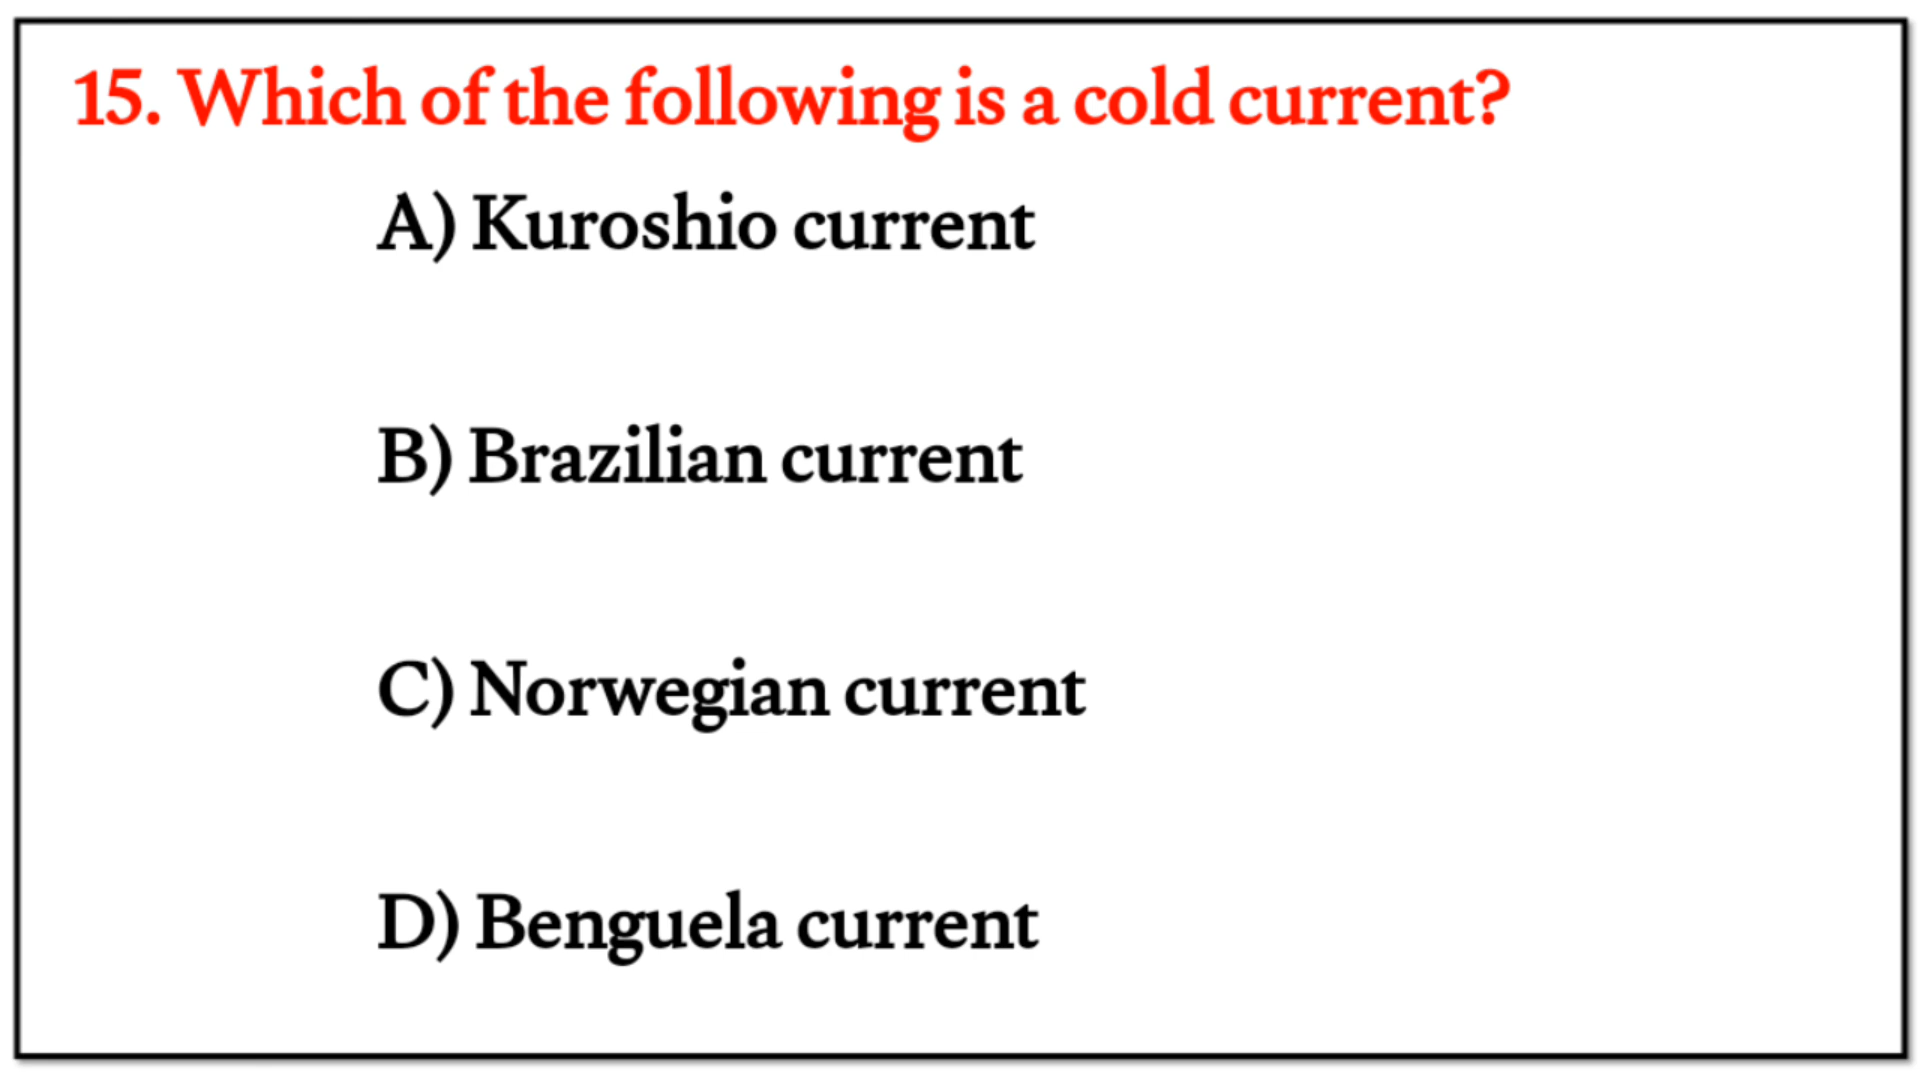 15. Which of the following is a cold current?
A) Kuroshio current
B) Brazilian current
C) Norwegian current
D) Benguela current